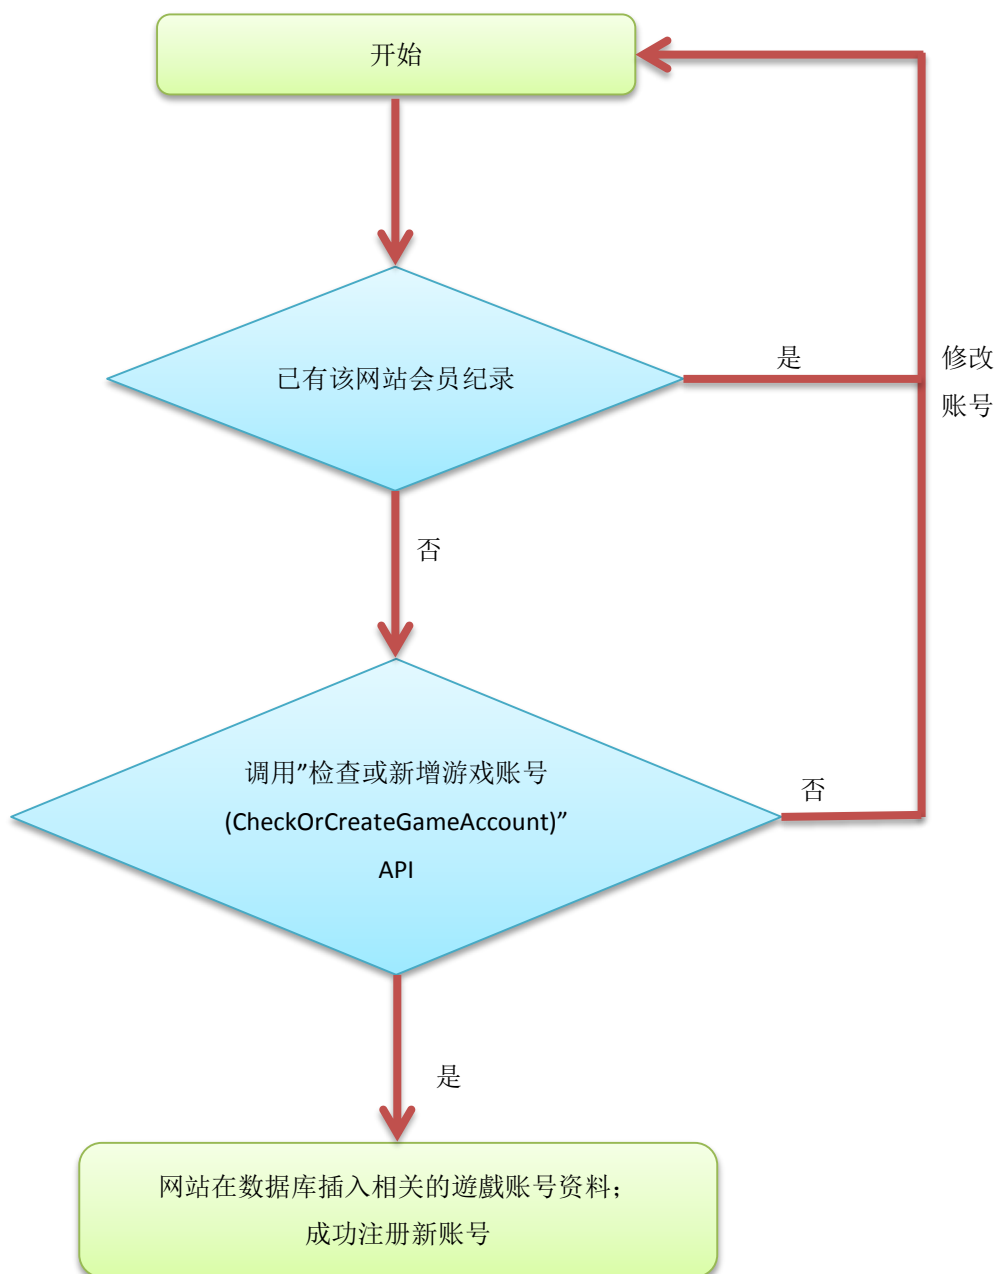 开始
已有该网站会员纪录
是
修改
账号
否
调用”检查或新增游戏账号
(CheckOrCreateGameAccount)”
API
否
是
网站在数据库插入相关的遊戲账号资料；
成功注册新账号